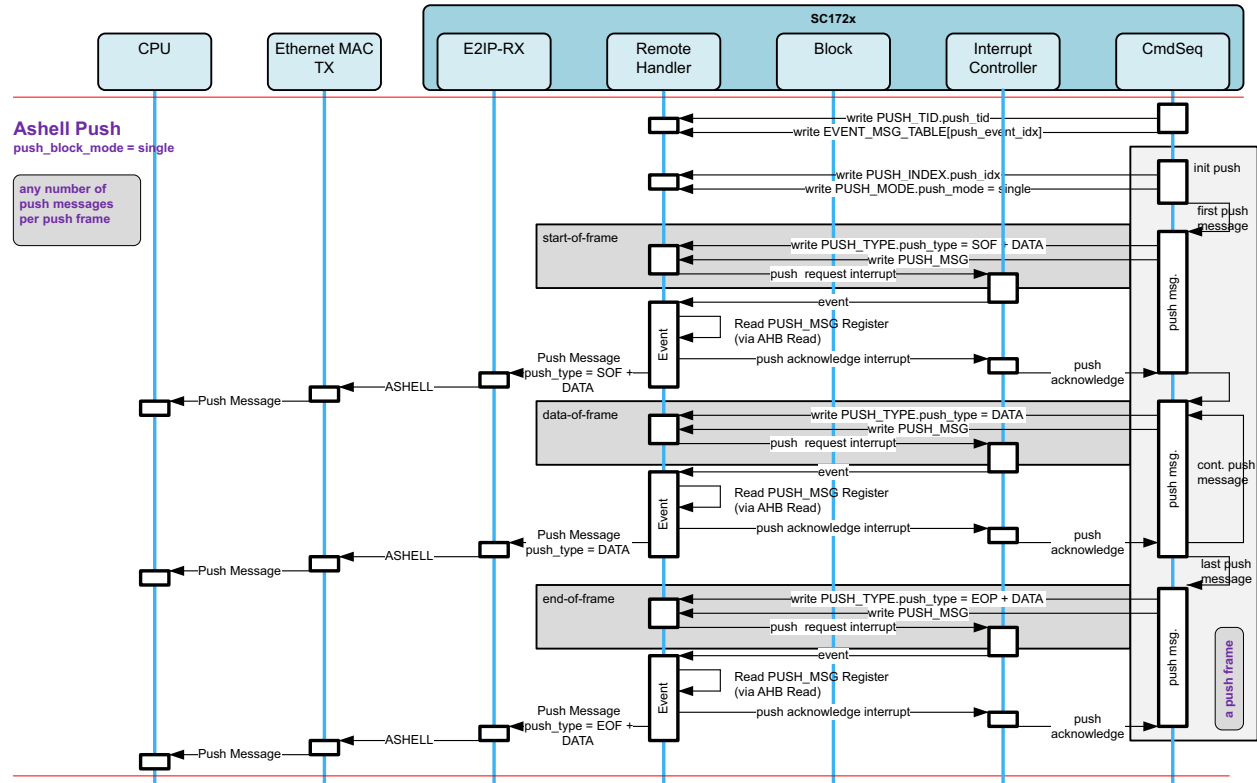 SC172x
CPU
Ethernet MAC
TX
E2IP-RX
Remote
Handler
Block
Interrupt
Controller
CmdSeq
Ashell Push
push_block_mode = single
any number of
push messages
per push frame
write PUSH_TID.push_tid
write EVENT_MSG_TABLE[push_event_idx]
init push
write PUSH_INDEX.push_idx
write PUSH_MODE.push_mode = single
first push
message
start-of-frame
write PUSH_TYPE.push_type = SOF + DATA
write PUSH_MSG
push request interrupt
push msg.
event
Event
Read PUSH_MSG Register
(via AHB Read)
push acknowledge interrupt
push
acknowledge
Push Message
push_type = SOF +
DATA
ASHELL
Push Message
data-of-frame
write PUSH_TYPE.push_type = DATA
write PUSH_MSG
push request interrupt
push msg.
cont. push
message
event
Event
Read PUSH_MSG Register
(via AHB Read)
push acknowledge interrupt
push
acknowledge
Push Message
push_type = DATA
ASHELL
Push Message
last push
message
end-of-frame
write PUSH_TYPE.push_type = EOP + DATA
write PUSH_MSG
push request interrupt
push msg.
a push frame
event
Event
Read PUSH_MSG Register
(via AHB Read)
push acknowledge interrupt
push
acknowledge
Push Message
push_type = EOF +
DATA
ASHELL
Push Message